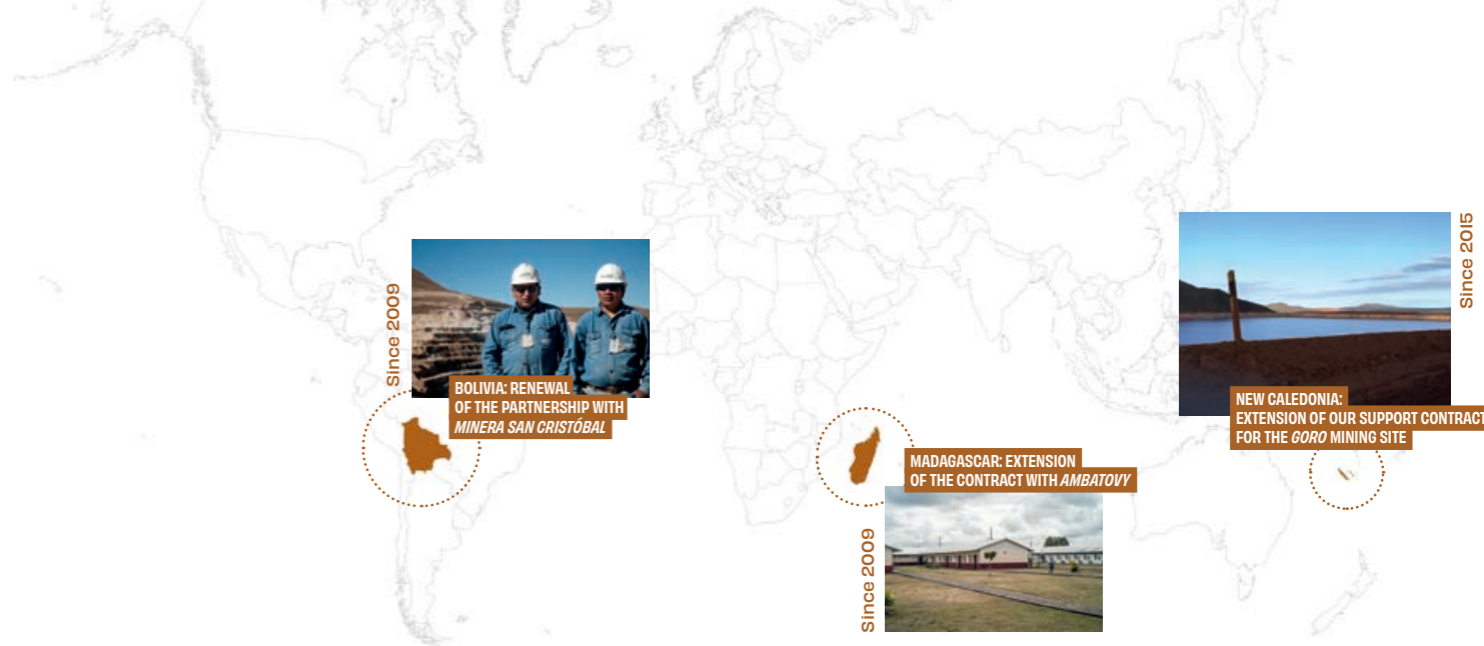 Since 2009
BOLIVIA: RENEWAL
OF THE PARTNERSHIP WITH
MINERA SAN CRISTÓBAL
MADAGASCAR: EXTENSION
OF THE CONTRACT WITH AMBATOVY
Since 2009
Since 2015
NEW CALEDONIA:
EXTENSION OF OUR SUPPORT CONTRACT
FOR THE GORO MINING SITE